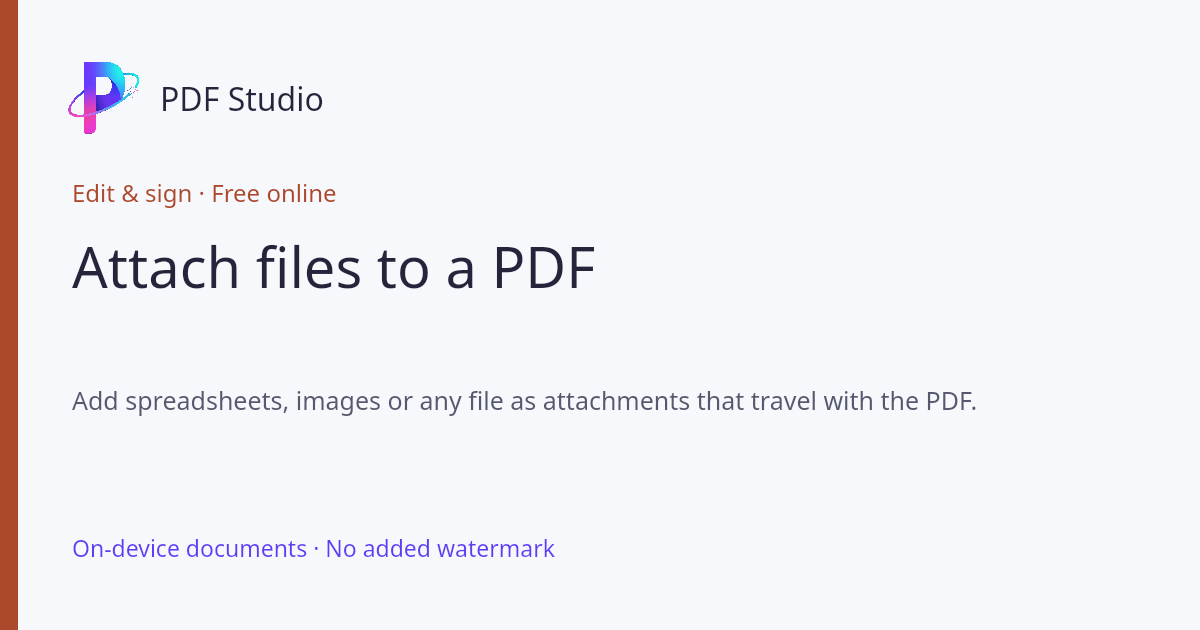 PDF Studio
Edit & sign · Free online
Attach files to a PDF
Add spreadsheets, images or any file as attachments that travel with the PDF.
On-device documents · No added watermark